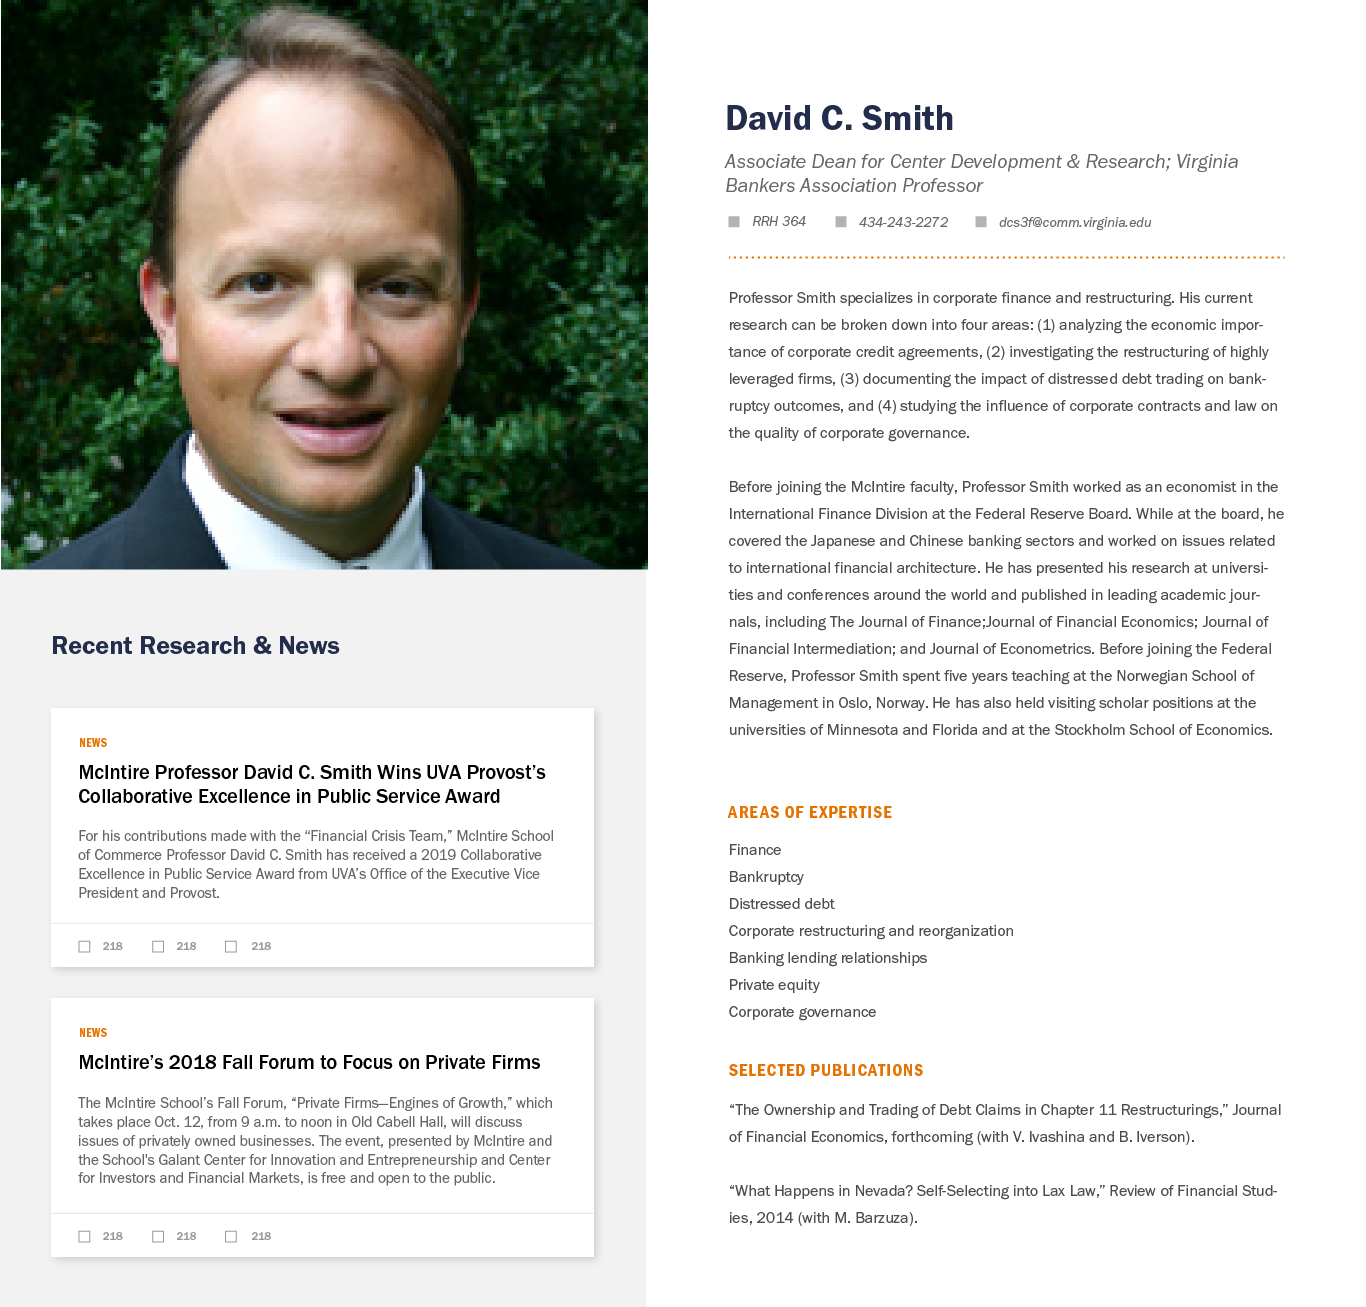 David C. Smith
Associate Dean for Center Development & Research; Virginia
Bankers Association Professor
RRH 364 434-243-2272 dcs3f@comm.virginia.edu
Professor Smith specializes in corporate finance and restructuring. His current
research can be broken down into four areas: (1) analyzing the economic impor-
tance of corporate credit agreements, (2) investigating the restructuring of highly
leveraged firms, (3) documenting the impact of distressed debt trading on bank-
ruptcy outcomes, and (4) studying the influence of corporate contracts and law on
the quality of corporate governance.
Before joining the McIntire faculty, Professor Smith worked as an economist in the
International Finance Division at the Federal Reserve Board. While at the board, he
covered the Japanese and Chinese banking sectors and worked on issues related
to international financial architecture. He has presented his research at universi-
ties and conferences around the world and published in leading academic jour-
nals, including The Journal of Finance;Journal of Financial Economics; Journal of
Financial Intermediation; and Journal of Econometrics. Before joining the Federal
Reserve, Professor Smith spent five years teaching at the Norwegian School of
Management in Oslo, Norway. He has also held visiting scholar positions at the
universities of Minnesota and Florida and at the Stockholm School of Economics.
AREAS OF EXPERTISE
Finance
Bankruptcy
Distressed debt
Corporate restructuring and reorganization
Banking lending relationships
Private equity
Corporate governance
SELECTED PUBLICATIONS
“The Ownership and Trading of Debt Claims in Chapter 11 Restructurings,” Journal
of Financial Economics, forthcoming (with V. Ivashina and B. Iverson).
“What Happens in Nevada? Self-Selecting into Lax Law,” Review of Financial Stud-
ies, 2014 (with M. Barzuza).
Recent Research & News
NEWS
McIntire Professor David C. Smith Wins UVA Provost’s
Collaborative Excellence in Public Service Award
For his contributions made with the “Financial Crisis Team,” McIntire School
of Commerce Professor David C. Smith has received a 2019 Collaborative
Excellence in Public Service Award from UVA’s Office of the Executive Vice
President and Provost.
218 218 218
NEWS
McIntire’s 2018 Fall Forum to Focus on Private Firms
The McIntire School’s Fall Forum, “Private Firms—Engines of Growth,” which
takes place Oct. 12, from 9 a.m. to noon in Old Cabell Hall, will discuss
issues of privately owned businesses. The event, presented by McIntire and
the School's Galant Center for Innovation and Entrepreneurship and Center
for Investors and Financial Markets, is free and open to the public.
218 218 218